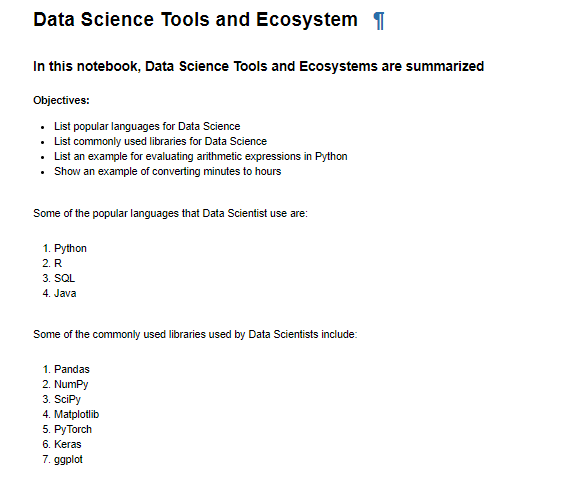 Data Science Tools and Ecosystem ¶
In this notebook, Data Science Tools and Ecosystems are summarized
Objectives:
• List popular languages for Data Science
• List commonly used libraries for Data Science
• List an example for evaluating arithmetic expressions in Python
• Show an example of converting minutes to hours
Some of the popular languages that Data Scientist use are:
1. Python
2. R
3. SQL
4. Java
Some of the commonly used libraries used by Data Scientists include:
1. Pandas
2. NumPy
3. SciPy
4. Matplotlib
5. PyTorch
6. Keras
7. ggplot